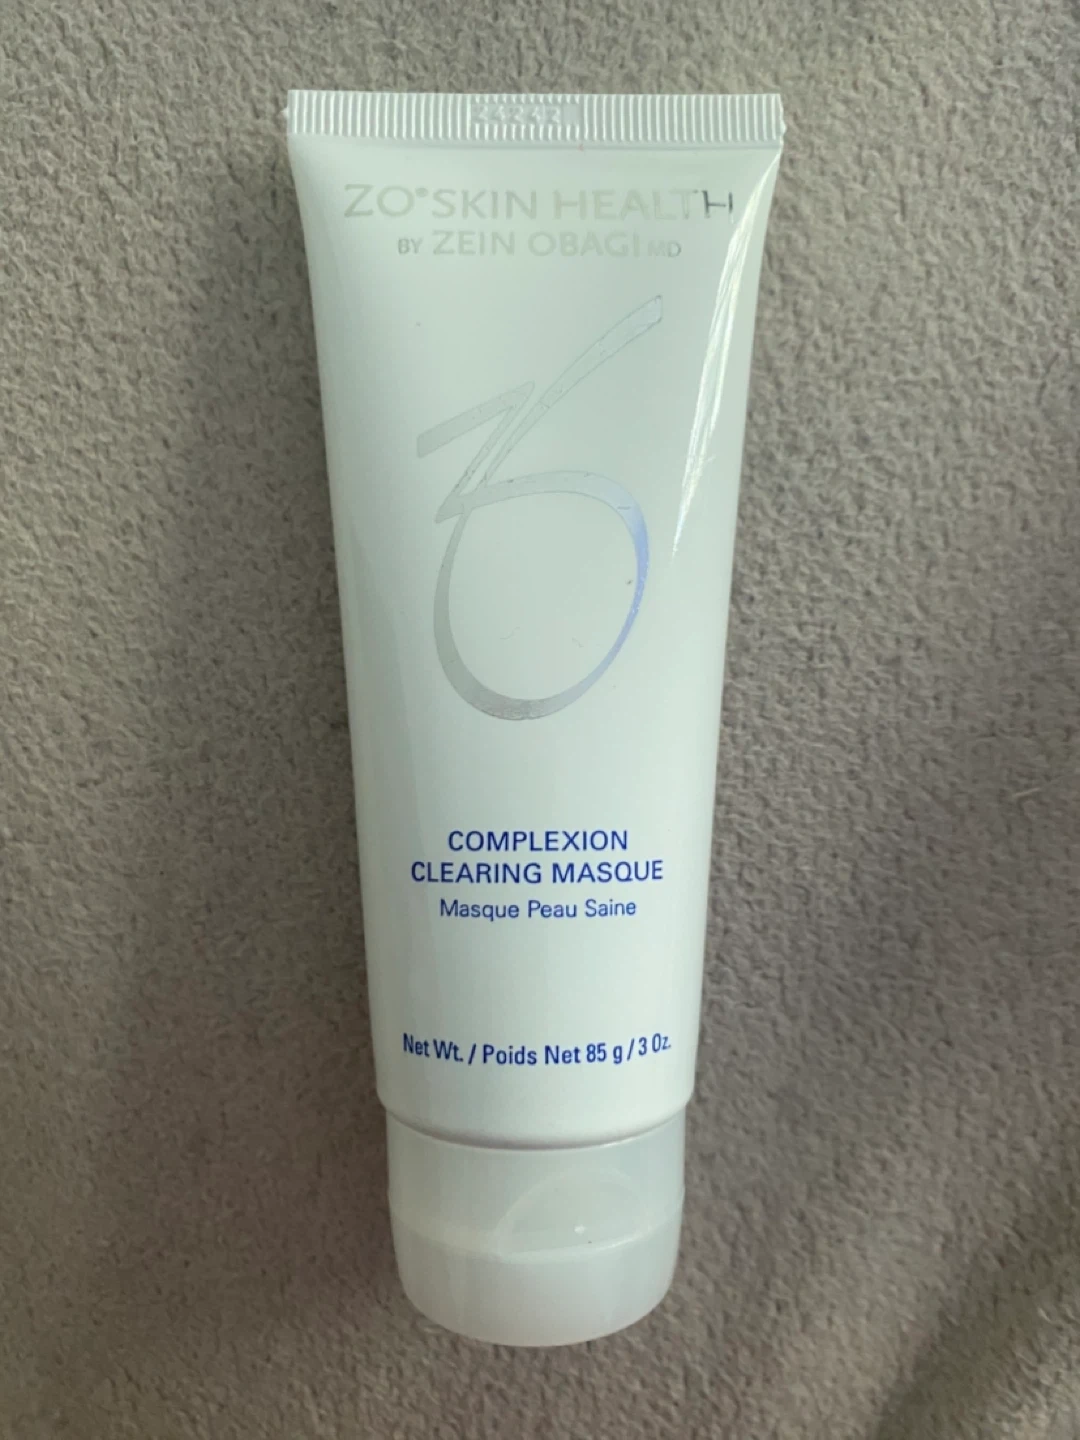 ZO® SKIN HEALTH
BY ZEIN OBAGI MD
COMPLEXION
CLEARING MASQUE
Masque Peau Saine
Net Wt. / Poids Net 85 g / 3 Oz.